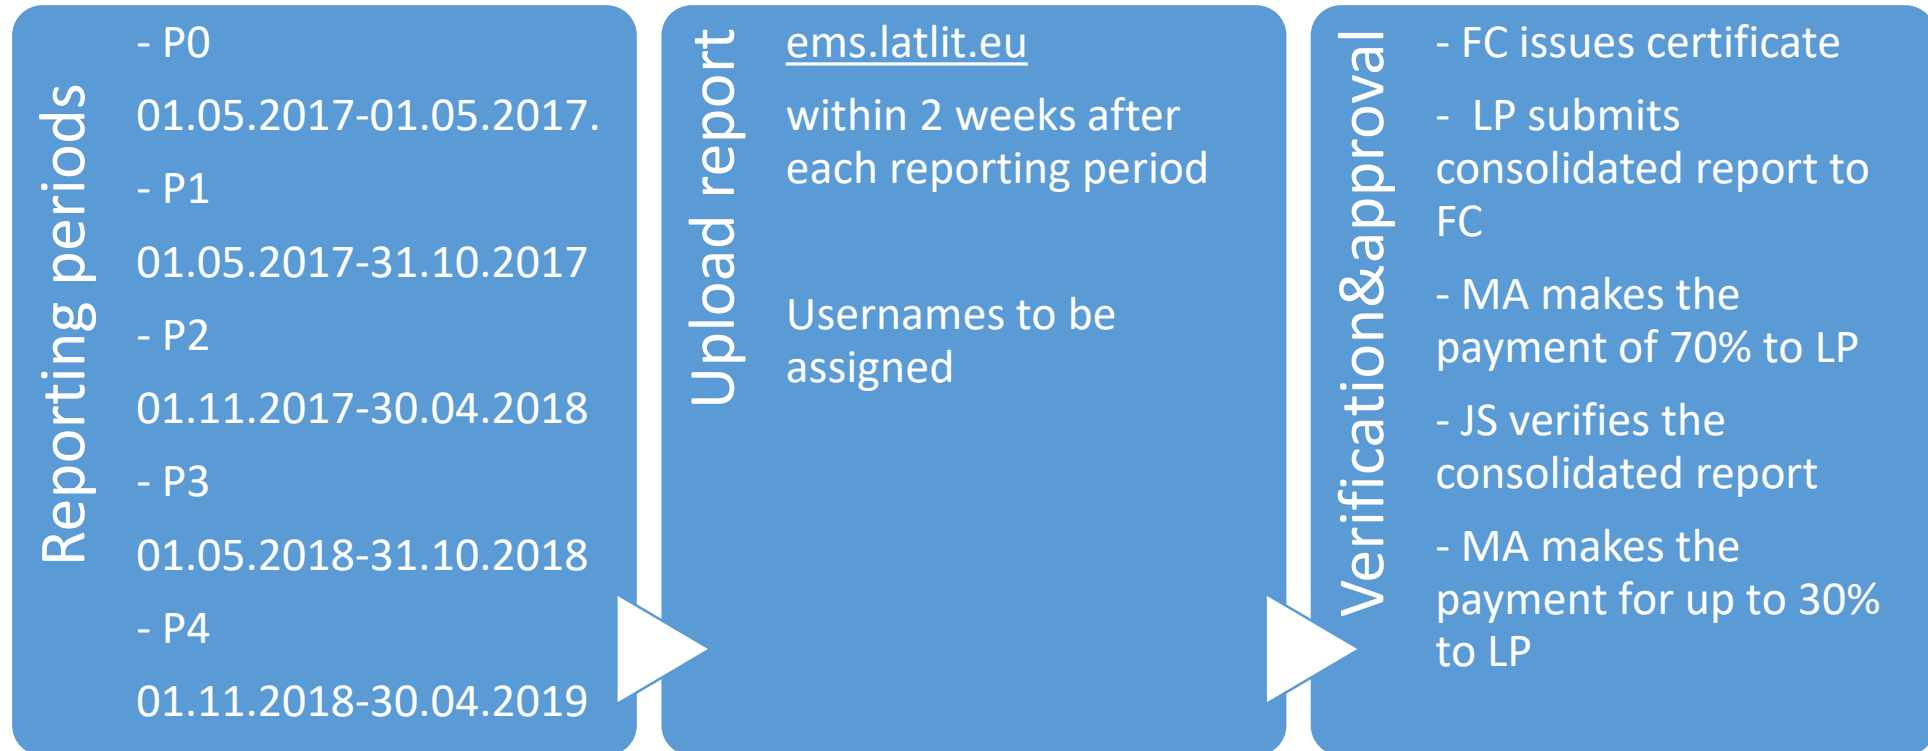 Reporting periods
- P0
01.05.2017-01.05.2017.
- P1
01.05.2017-31.10.2017
- P2
01.11.2017-30.04.2018
- P3
01.05.2018-31.10.2018
- P4
01.11.2018-30.04.2019
Upload report
ems.latlit.eu
within 2 weeks after
each reporting period
Usernames to be
assigned
Verification&approval
- FC issues certificate
- LP submits
consolidated report to
FC
- MA makes the
payment of 70% to LP
- JS verifies the
consolidated report
- MA makes the
payment for up to 30%
to LP